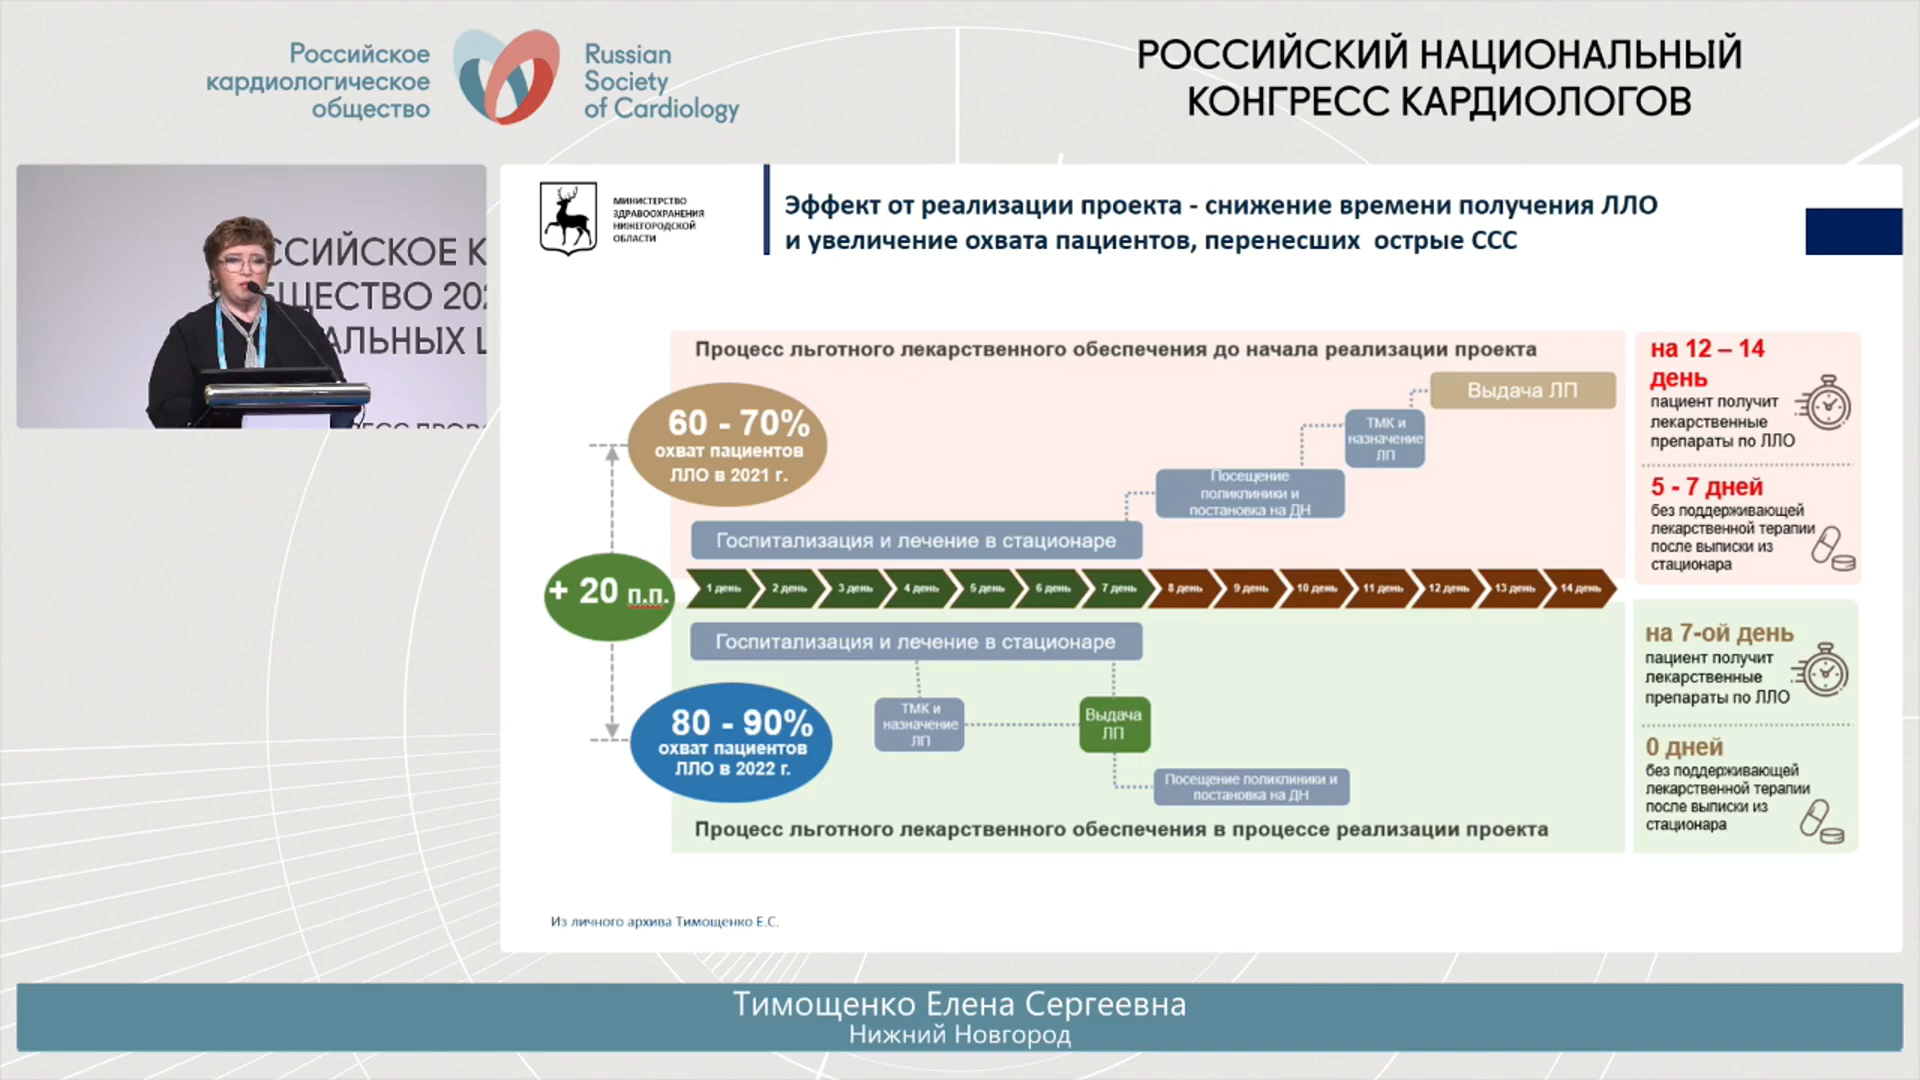 Российское
кардиологическое
общество
Russian
Society
of Cardiology
РОССИЙСКИЙ НАЦИОНАЛЬНЫЙ
КОНГРЕСС КАРДИОЛОГОВ
ССИЙСКОЕ К
ЩЕСТВО 20
АЛЬНЫХ
МИНИСТЕРСТВО
ЗДРАВООХРАНЕНИЯ
НИЖЕГОРОДСКОЙ
ОБЛАСТИ
Эффект от реализации проекта - снижение времени получения ЛЛО
и увеличение охвата пациентов, перенесших острые ССС
Процесс льготного лекарственного обеспечения до начала реализации проекта
60 - 70%
охват пациентов
ЛЛО в 2021 г.
Выдача ЛП
ТМК и
назначение
ЛП
Посещение
поликлиники и
постановка на ДН
Госпитализация и лечение в стационаре
на 12 – 14
день
пациент получит
лекарственные
препараты по ЛЛО
5 - 7 дней
без поддерживающей
лекарственной терапии
после выписки из
стационара
+ 20 п.п.
1 день 2 день 3 день 4 день 5 день 6 день 7 день 8 день 9 день 10 день 11 день 12 день 13 день 14 день
Госпитализация и лечение в стационаре
80 - 90%
охват пациентов
ЛЛО в 2022 г.
ТМК и
назначение
ЛП
Выдача
ЛП
Посещение поликлиники и
постановка на ДН
Процесс льготного лекарственного обеспечения в процессе реализации проекта
на 7-ой день
пациент получит
лекарственные
препараты по ЛЛО
0 дней
без поддерживающей
лекарственной терапии
после выписки из
стационара
Из личного архива Тимощенко Е.С.
Тимощенко Елена Сергеевна
Нижний Новгород